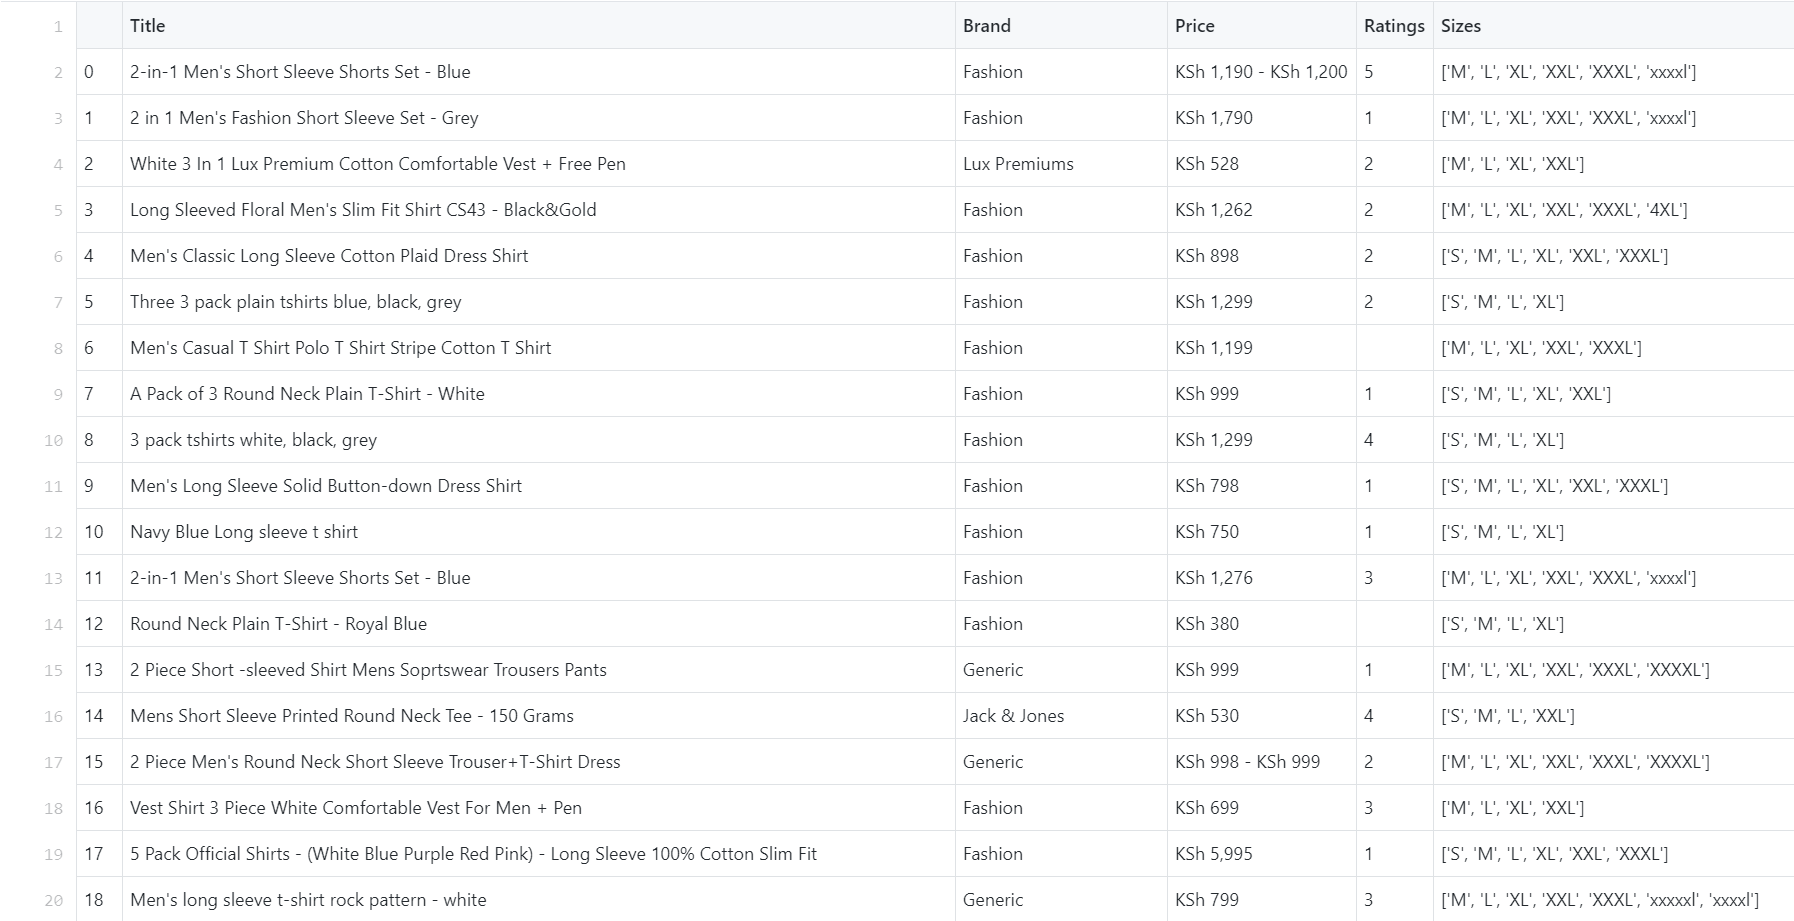 1 Title Brand Price Ratings Sizes
2 0 2-in-1 Men's Short Sleeve Shorts Set - Blue Fashion KSh 1,190 - KSh 1,200 5 ['M', 'L', 'XL', 'XXL', 'XXXL', 'xxxxl']
3 1 2 in 1 Men's Fashion Short Sleeve Set - Grey Fashion KSh 1,790 1 ['M', 'L', 'XL', 'XXL', 'XXXL', 'xxxxl']
4 2 White 3 In 1 Lux Premium Cotton Comfortable Vest + Free Pen Lux Premiums KSh 528 2 ['M', 'L', 'XL', 'XXL']
5 3 Long Sleeved Floral Men's Slim Fit Shirt CS43 - Black&Gold Fashion KSh 1,262 2 ['M', 'L', 'XL', 'XXL', 'XXXL', '4XL']
6 4 Men's Classic Long Sleeve Cotton Plaid Dress Shirt Fashion KSh 898 2 ['S', 'M', 'L', 'XL', 'XXL', 'XXXL']
7 5 Three 3 pack plain tshirts blue, black, grey Fashion KSh 1,299 2 ['S', 'M', 'L', 'XL']
8 6 Men's Casual T Shirt Polo T Shirt Stripe Cotton T Shirt Fashion KSh 1,199 ['M', 'L', 'XL', 'XXL', 'XXXL']
9 7 A Pack of 3 Round Neck Plain T-Shirt - White Fashion KSh 999 1 ['S', 'M', 'L', 'XL', 'XXL']
10 8 3 pack tshirts white, black, grey Fashion KSh 1,299 4 ['S', 'M', 'L', 'XL']
11 9 Men's Long Sleeve Solid Button-down Dress Shirt Fashion KSh 798 1 ['S', 'M', 'L', 'XL', 'XXL', 'XXXL']
12 10 Navy Blue Long sleeve t shirt Fashion KSh 750 1 ['S', 'M', 'L', 'XL']
13 11 2-in-1 Men's Short Sleeve Shorts Set - Blue Fashion KSh 1,276 3 ['M', 'L', 'XL', 'XXL', 'XXXL', 'xxxxl']
14 12 Round Neck Plain T-Shirt - Royal Blue Fashion KSh 380 ['S', 'M', 'L', 'XL']
15 13 2 Piece Short -sleeved Shirt Mens Soprtswear Trousers Pants Generic KSh 999 1 ['M', 'L', 'XL', 'XXL', 'XXXL', 'XXXXL']
16 14 Mens Short Sleeve Printed Round Neck Tee - 150 Grams Jack & Jones KSh 530 4 ['S', 'M', 'L', 'XXL']
17 15 2 Piece Men's Round Neck Short Sleeve Trouser+T-Shirt Dress Generic KSh 998 - KSh 999 2 ['M', 'L', 'XL', 'XXL', 'XXXL', 'XXXXL']
18 16 Vest Shirt 3 Piece White Comfortable Vest For Men + Pen Fashion KSh 699 3 ['M', 'L', 'XL', 'XXL']
19 17 5 Pack Official Shirts - (White Blue Purple Red Pink) - Long Sleeve 100% Cotton Slim Fit Fashion KSh 5,995 1 ['S', 'M', 'L', 'XL', 'XXL', 'XXXL']
20 18 Men's long sleeve t-shirt rock pattern - white Generic KSh 799 3 ['M', 'L', 'XL', 'XXL', 'XXXL', 'xxxxxl', 'xxxxl']